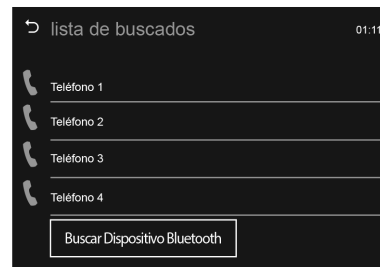 lista de buscados
01:11
Teléfono 1
Teléfono 2
Teléfono 3
Teléfono 4
Buscar Dispositivo Bluetooth